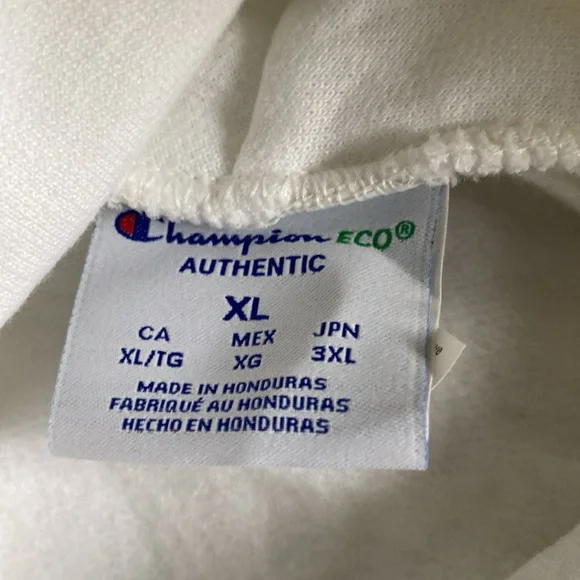 Champion ECO®
AUTHENTIC
XL
CA MEX JPN
XL/TG XG 3XL
MADE IN HONDURAS
FABRIQUÉ AU HONDURAS
HECHO EN HONDURAS